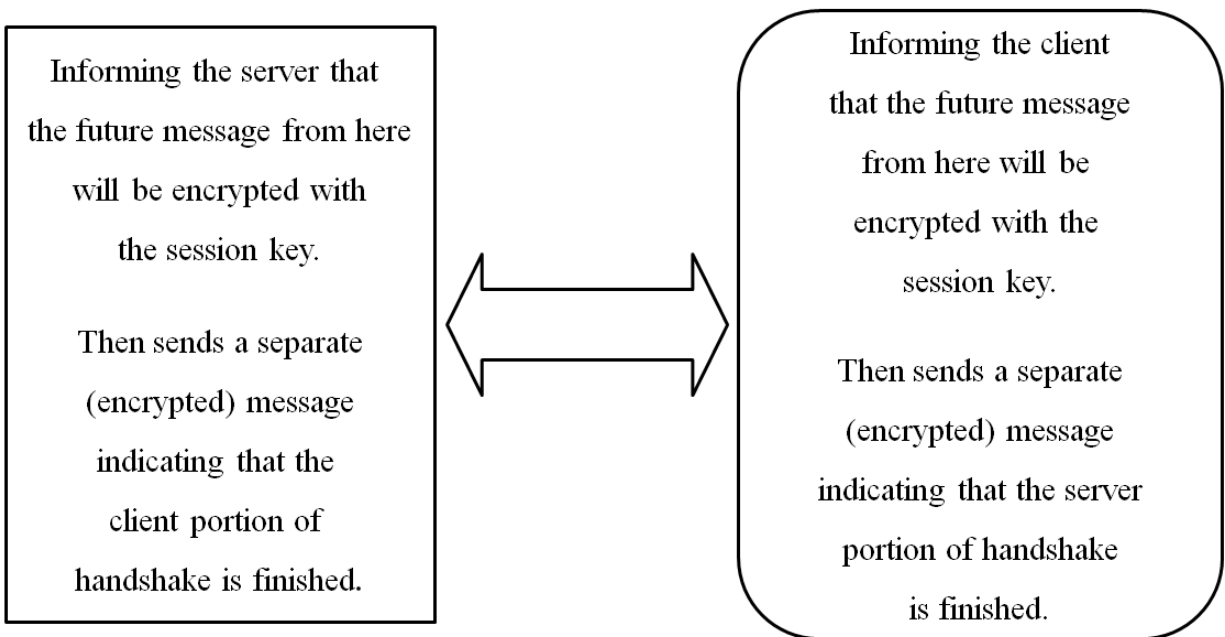 Informing the server that
the future message from here
will be encrypted with
the session key.
Then sends a separate
(encrypted) message
indicating that the
client portion of
handshake is finished.
Informing the client
that the future message
from here will be
encrypted with the
session key.
Then sends a separate
(encrypted) message
indicating that the server
portion of handshake
is finished.